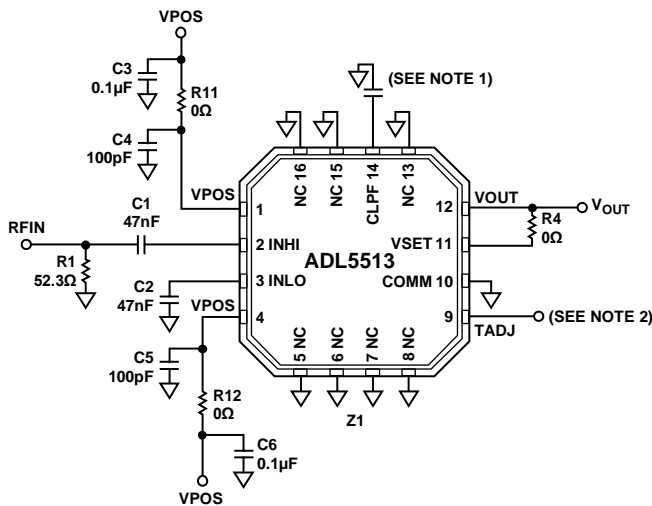 VPOS
C3
0.1µF
R11
0Ω
C4
100pF
(SEE NOTE 1)
NC 16
NC 15
CLPF 14
NC 13
VPOS
1
12
VOUT
VOUT
R4
0Ω
C1
47nF
RFIN
2 INHI
VSET 11
R1
52.3Ω
ADL5513
3 INLO
COMM 10
C2
47nF
VPOS
4
9
TADJ
(SEE NOTE 2)
5 NC
6 NC
7 NC
8 NC
C5
100pF
R12
0Ω
Z1
C6
0.1µF
VPOS